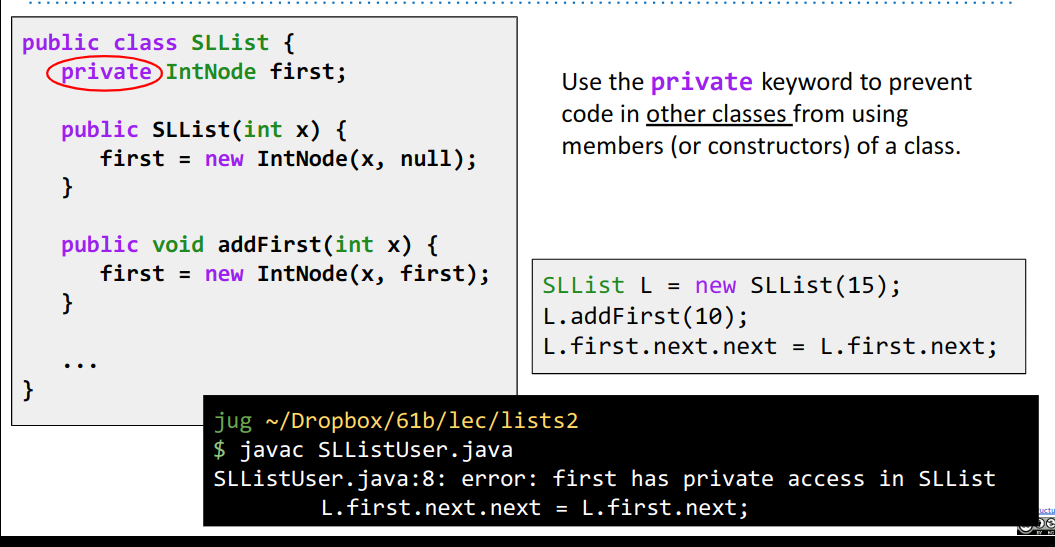 public class SLList {
private IntNode first;
public SLList(int x) {
first = new IntNode(x, null);
}
public void addFirst(int x) {
first = new IntNode(x, first);
}
...
}
Use the private keyword to prevent
code in other classes from using
members (or constructors) of a class.
SLList L = new SLList(15);
L.addFirst(10);
L.first.next.next = L.first.next;
jug ~/Dropbox/61b/lec/lists2
$ javac SLListUser.java
SLListUser.java:8: error: first has private access in SLList
L.first.next.next = L.first.next;